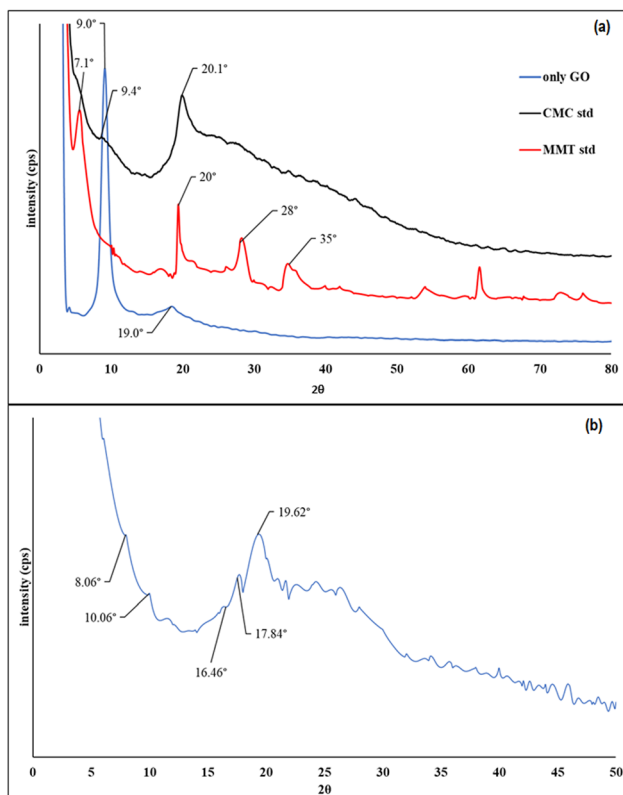 (a)
9.0°
7.1°
9.4°
20.1°
only GO
CMC std
MMT std
20°
28°
35°
19.0°
intensity (cps)
0 10 20 30 40 50 60 70 80
2θ
(b)
19.62°
8.06°
10.06°
17.84°
16.46°
intensity (cps)
0 5 10 15 20 25 30 35 40 45 50
2θ